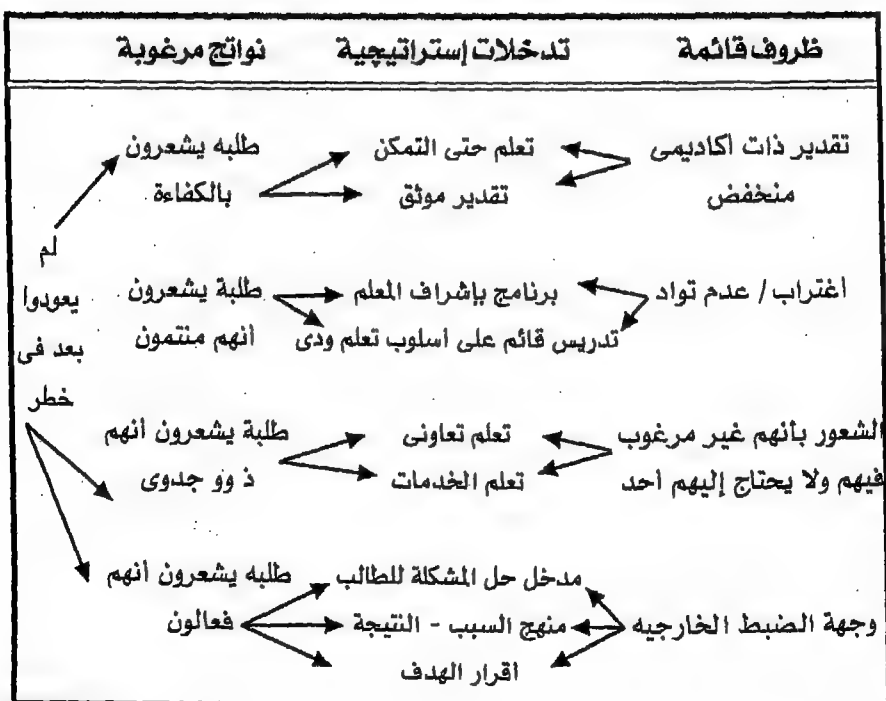 ظروف قائمة تدخلات إستراتيجية نواتج مرغوبة
تقدير ذات اكاديمى تعلم حتى التمكن طلبه يشعرون
منخفض تقدير موثق بالكفاءة
لم
يعودوا
بعد فى
خطر
أغتراب / عدم تواد برنامج بإشراف المعلم طلبة يشعرون
تدريس قائم على اسلوب تعلم ودى أنهم منتمون
الشعور بأنهم غير مرغوب تعلم تعاونى طلبة يشعرون أنهم
فيهم ولا يحتاج إليهم أحد تعلم الخدمات ذ وو جدوى
مدخل حل المشكلة للطالب طلبه يشعرون أنهم
وجهة الضبط الخارجيه منهج السبب - النتيجة فعالون
اقرار الهدف